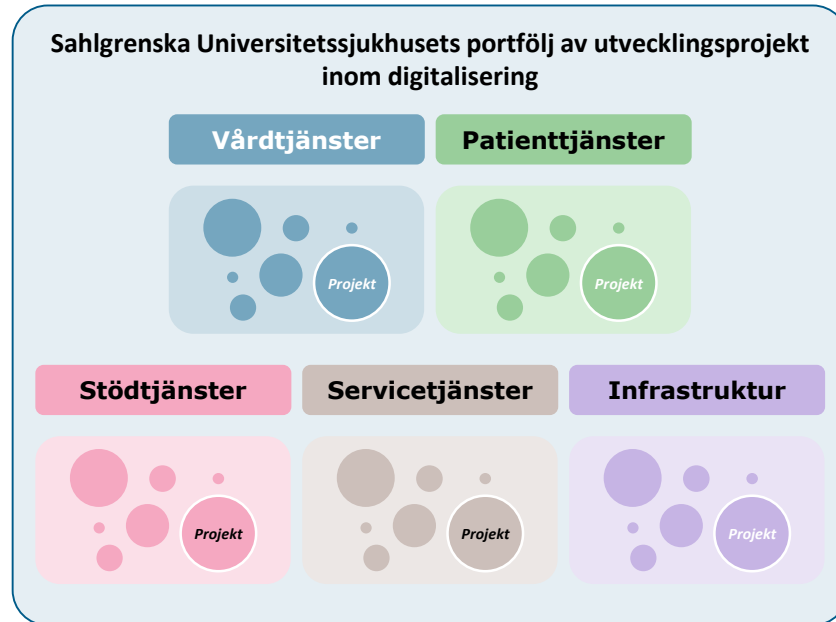 Sahlgrenska Universitetssjukhusets portfölj av utvecklingsprojekt
inom digitalisering
Vårdtjänster
Patienttjänster
Projekt
Projekt
Stödtjänster
Servicetjänster
Infrastruktur
Projekt
Projekt
Projekt